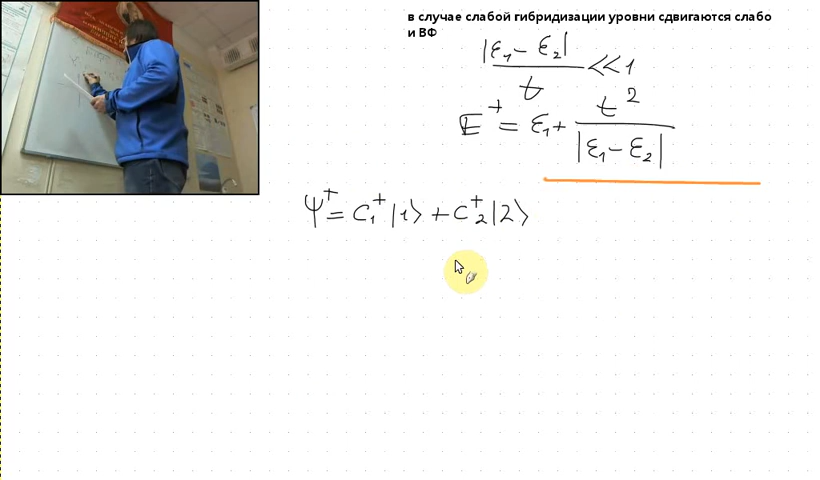 в случае слабой гибридизации уровни сдвигаются слабо
и ВФ
|ε₁ - ε₂| / t << 1
E⁺ = ε₁ + t² / |ε₁ - ε₂|
Ψ⁺ = C₁⁺|1⟩ + C₂⁺|2⟩